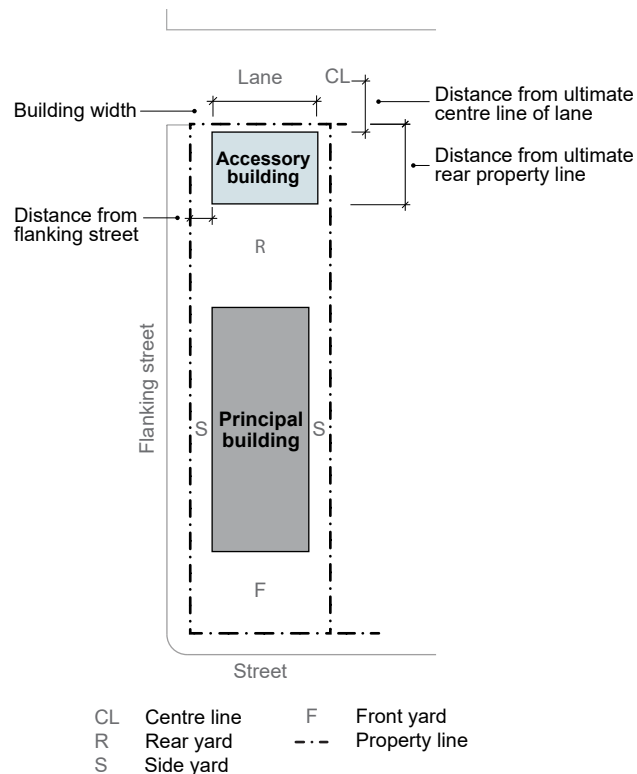 Lane
CL
Building width
Distance from ultimate
centre line of lane
Accessory
building
Distance from ultimate
rear property line
Distance from
flanking street
R
Flanking street
S
Principal
building
S
F
Street
CL Centre line
F Front yard
R Rear yard
Property line
S Side yard